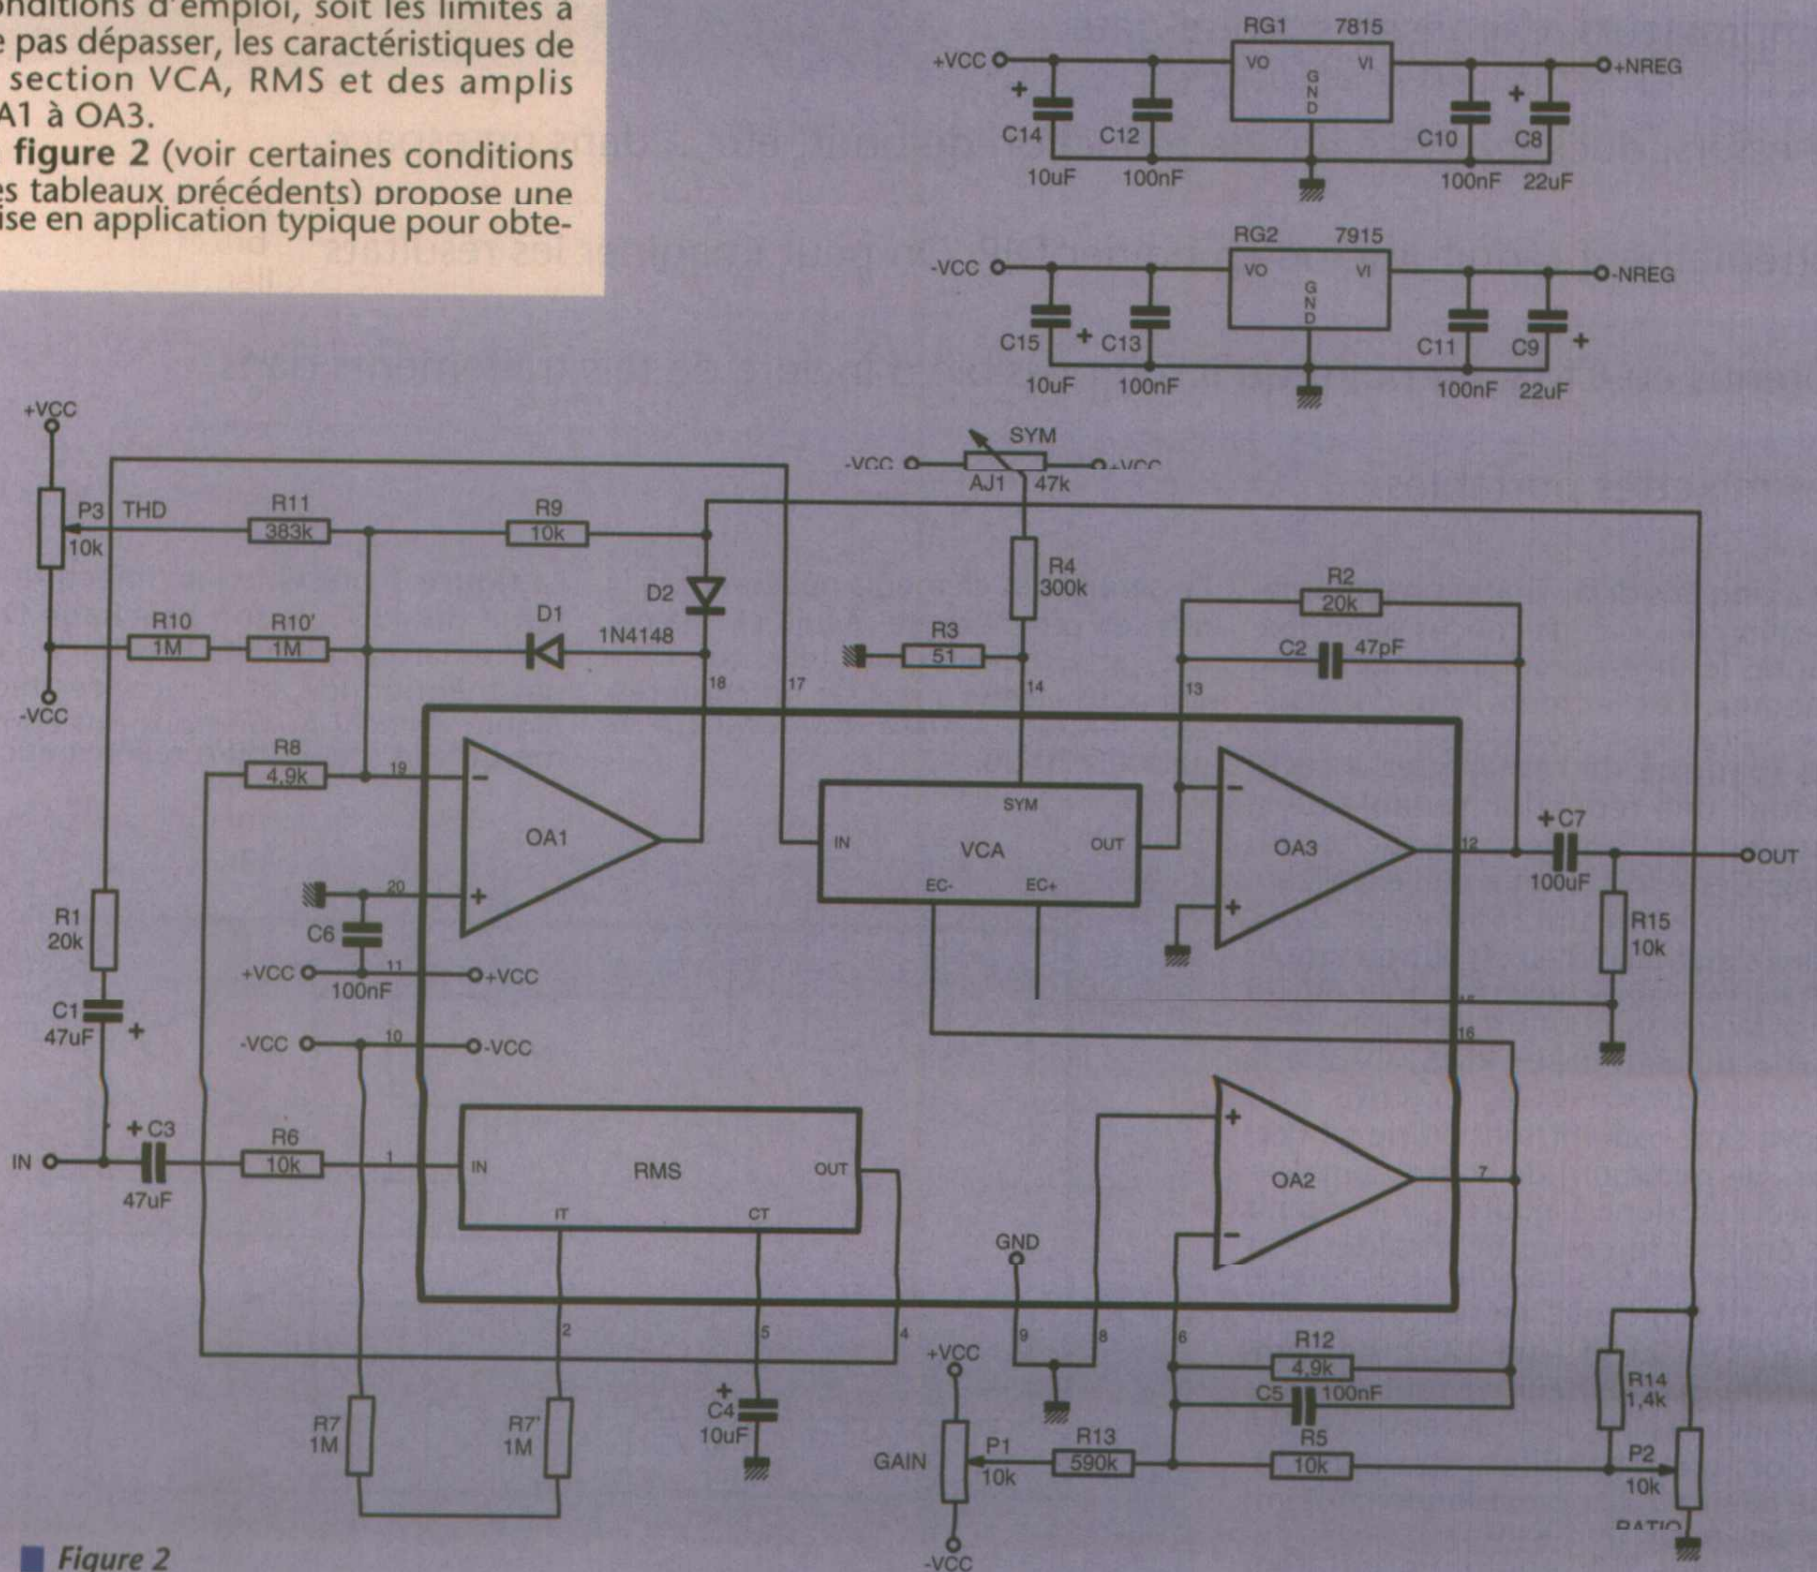 onditions d'emploi, soit les limites à
e pas dépasser, les caractéristiques de
section VCA, RMS et des amplis
A1 à OA3.
figure 2 (voir certaines conditions
es tableaux précédents) propose une
ise en application typique pour obte-
RG1 7815
+VCC VO VI +NREG
GND
+ +
C14 C12 C10 C8
10uF 100nF 100nF 22uF
RG2 7915
-VCC VO VI -NREG
GND
C15 + C13 C11 C9 +
10uF 100nF 100nF 22uF
+VCC
SYM
-VCC +VCC
AJ1 47k
P3 THD
10k
R11
383k
R9
10k
R4
300k
R2
20k
D2
D1
1N4148
R10
1M
R10'
1M
R3
51
C2 47pF
-VCC
18 17 14 13
R8
4,9k
19
-
OA1
+
SYM
IN VCA OUT
EC- EC+
-
OA3
+
12
+ C7
100uF
OUT
20
C6
100nF
R1
20k
R15
10k
+VCC 11 +VCC
-VCC 10 -VCC
C1
47uF +
15
16
IN
+ C3
47uF
R6
10k
1
IN RMS OUT
IT CT
+
OA2
-
7
GND
2 5 4 9 8 6
+VCC
R12
4,9k
C5 100nF
R14
1,4k
R7
1M
R7'
1M
+
C4
10uF
GAIN
P1
10k
R13
590k
R5
10k
P2
10k
RATIO
-VCC
Figure 2